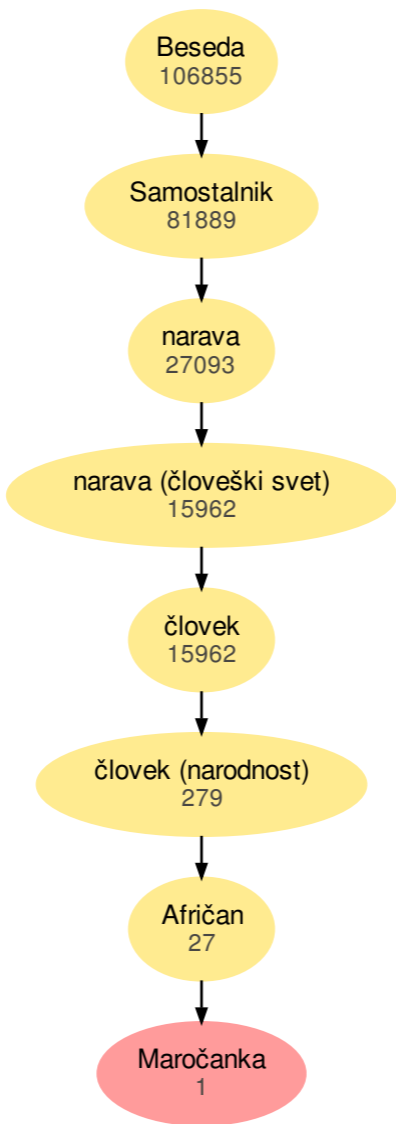 Beseda
106855
Samostalnik
81889
narava
27093
narava (človeški svet)
15962
človek
15962
človek (narodnost)
279
Afričan
27
Maročanka
1